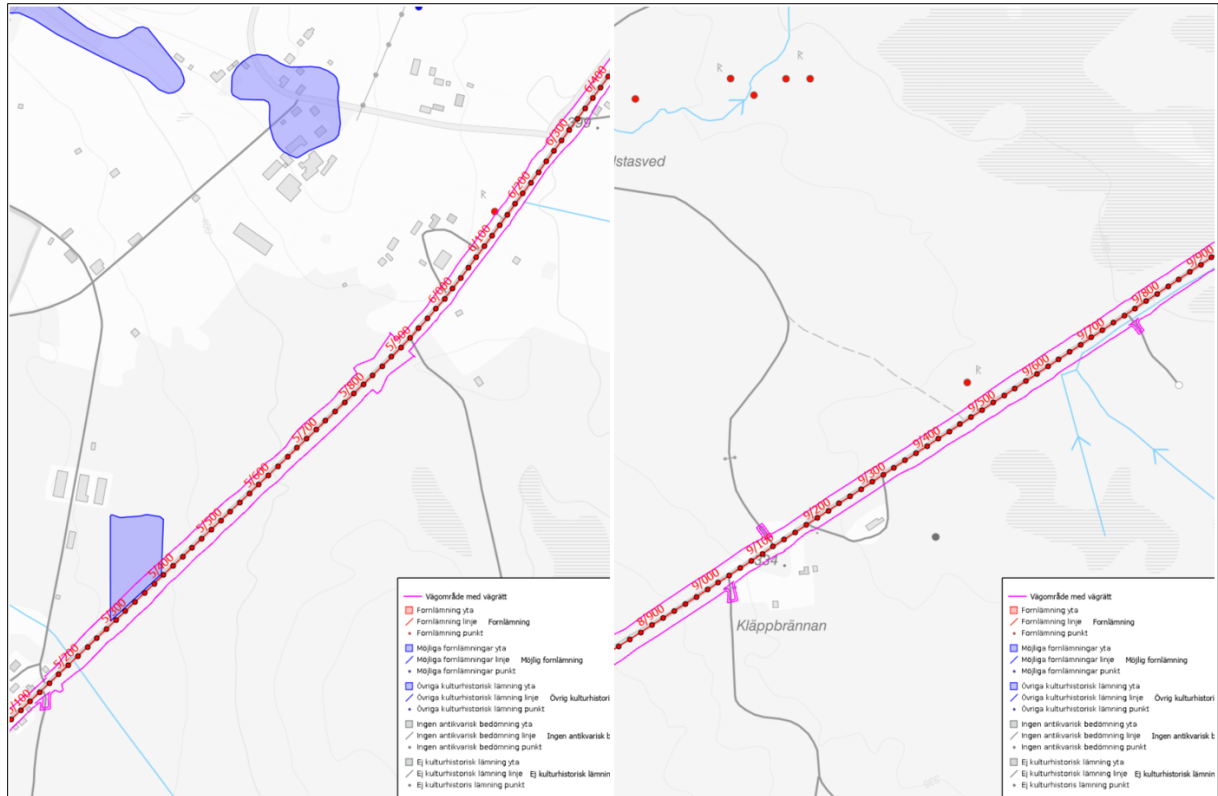 6/400
399
6/300
6/200
R
6/100
6/000
5/900
5/800
5/700
5/600
5/500
5/400
5/300
5/200
5/100
Vägområde med vägrätt
Fornlämning yta
Fornlämning linje Fornlämning
Fornlämning punkt
Möjliga fornlämningar yta
Möjliga fornlämningar linje Möjlig fornlämning
Möjliga fornlämningar punkt
Övriga kulturhistorisk lämning yta
Övriga kulturhistorisk lämning linje Övrig kulturhistori
Övriga kulturhistorisk lämning punkt
Ingen antikvarisk bedömning yta
Ingen antikvarisk bedömning linje Ingen antikvarisk b
Ingen antikvarisk bedömning punkt
Ej kulturhistorisk lämning yta
Ej kulturhistorisk lämning linje Ej kulturhistorisk lämnin
Ej kulturhistoris lämning punkt
R
R
R
lstasved
9/900
9/800
9/700
9/600
R
9/500
9/400
9/300
9/200
9/100
334
9/000
8/900
Kläppbrännan
305
Vägområde med vägrätt
Fornlämning yta
Fornlämning linje Fornlämning
Fornlämning punkt
Möjliga fornlämningar yta
Möjliga fornlämningar linje Möjlig fornlämning
Möjliga fornlämningar punkt
Övriga kulturhistorisk lämning yta
Övriga kulturhistorisk lämning linje Övrig kulturhistori
Övriga kulturhistorisk lämning punkt
Ingen antikvarisk bedömning yta
Ingen antikvarisk bedömning linje Ingen antikvarisk b
Ingen antikvarisk bedömning punkt
Ej kulturhistorisk lämning yta
Ej kulturhistorisk lämning linje Ej kulturhistorisk lämnin
Ej kulturhistoris lämning punkt